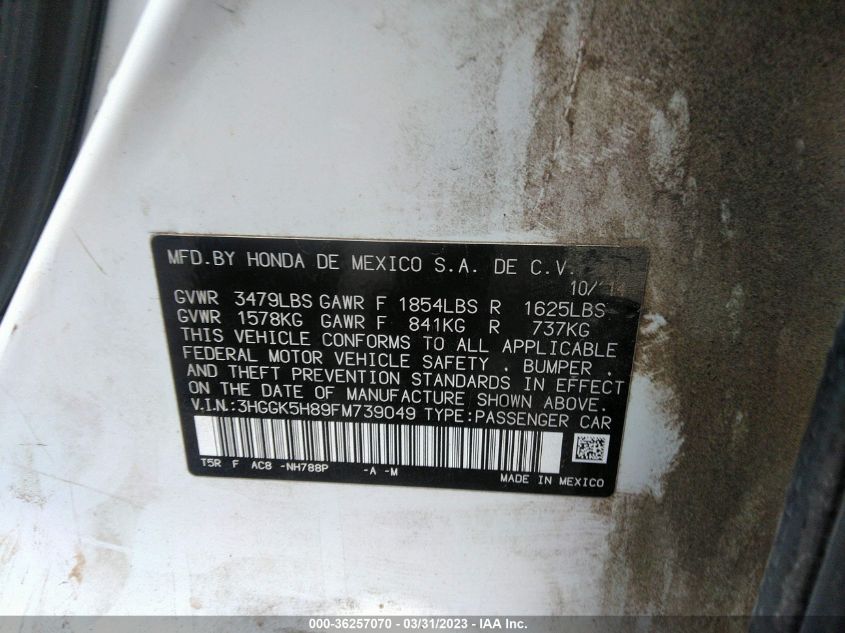 MFD.BY HONDA DE MEXICO S.A. DE C.V.
GVWR 3479LBS GAWR F 1854LBS R 1625LBS
GVWR 1578KG GAWR F 841KG R 737KG
THIS VEHICLE CONFORMS TO ALL APPLICABLE
FEDERAL MOTOR VEHICLE SAFETY , BUMPER ,
AND THEFT PREVENTION STANDARDS IN EFFECT
ON THE DATE OF MANUFACTURE SHOWN ABOVE.
V.I.N.:3HGGK5H89FM739049 TYPE:PASSENGER CAR
T5R F AC8 -NH788P -A -M
MADE IN MEXICO
000-36257070 - 03/31/2023 - IAA Inc.